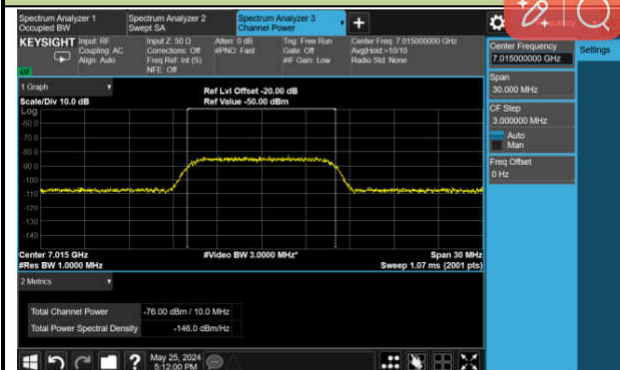 Spectrum Analyzer 1
Occupied BW
Spectrum Analyzer 2
Swept SA
Spectrum Analyzer 3
Channel Power
KEYSIGHT
Input: RF
Coupling: AC
Align: Auto
Input Z: 50 Ω
Corrections: Off
Freq Ref: Int (S)
NFE: Off
Atten: 0 dB
#PNO: Fast
Trig: Free Run
Gate: Off
#IF Gain: Low
Center Freq: 7.015000000 GHz
Avg|Hold:>10/10
Radio Std: None
LV
1 Graph
Scale/Div 10.0 dB
Ref Lvl Offset -20.00 dB
Ref Value -50.00 dBm
Log
-60.0
-70.0
-80.0
-90.0
-100
-110
-120
-130
-140
Center 7.015 GHz
#Video BW 3.0000 MHz*
Span 30 MHz
#Res BW 1.0000 MHz
Sweep 1.07 ms (2001 pts)
2 Metrics
Total Channel Power -76.00 dBm / 10.0 MHz
Total Power Spectral Density -146.0 dBm/Hz
May 25, 2024
5:12:00 PM
Center Frequency
7.015000000 GHz
Settings
Span
30.000 MHz
CF Step
3.000000 MHz
Auto
Man
Freq Offset
0 Hz